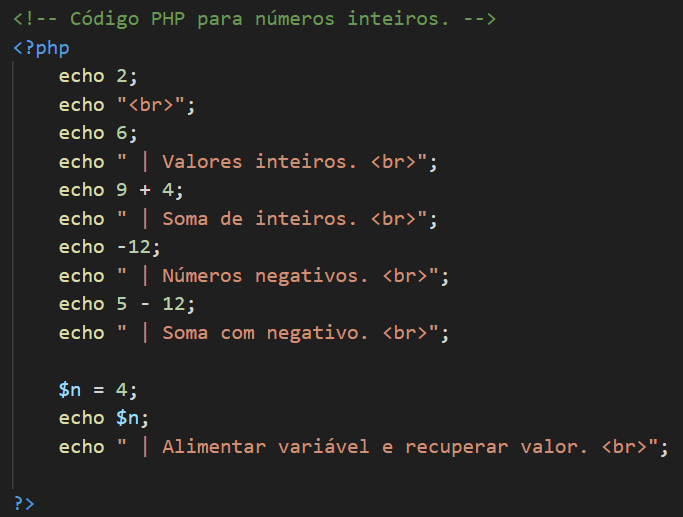 <!-- Código PHP para números inteiros. -->
<?php
    echo 2;
    echo "<br>";
    echo 6;
    echo " | Valores inteiros. <br>";
    echo 9 + 4;
    echo " | Soma de inteiros. <br>";
    echo -12;
    echo " | Números negativos. <br>";
    echo 5 - 12;
    echo " | Soma com negativo. <br>";

    $n = 4;
    echo $n;
    echo " | Alimentar variável e recuperar valor. <br>";

?>